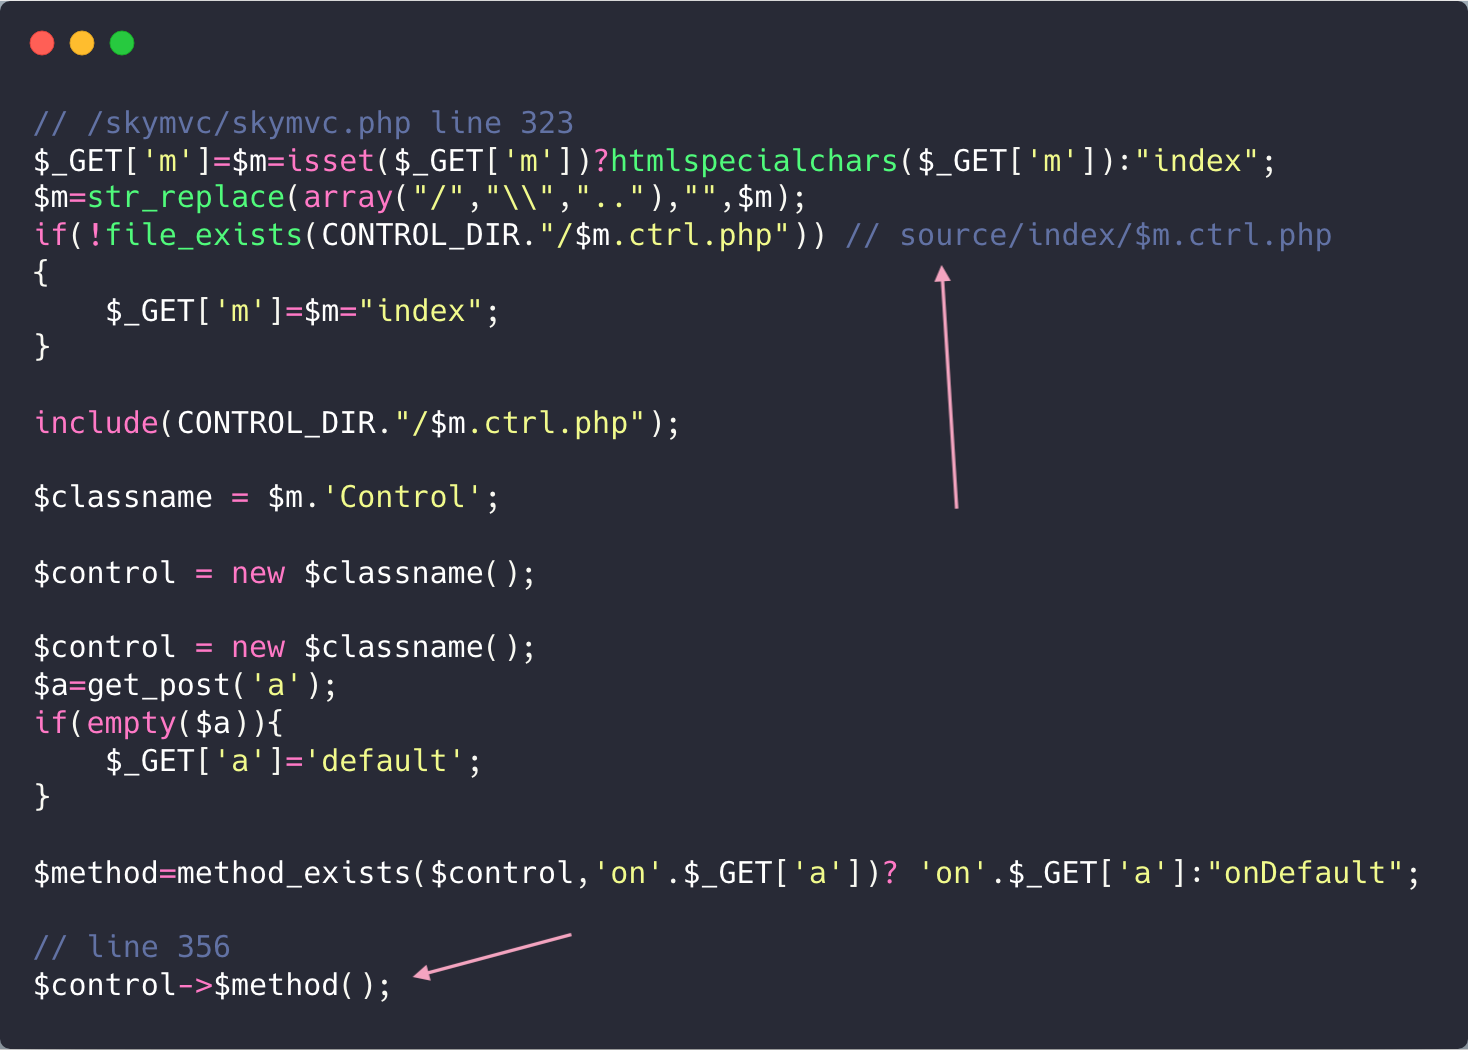 // /skymvc/skymvc.php line 323
$_GET['m']=$m=isset($_GET['m'])?htmlspecialchars($_GET['m']):"index";
$m=str_replace(array("/","\\",".."),"",$m);
if(!file_exists(CONTROL_DIR."/$m.ctrl.php")) // source/index/$m.ctrl.php
{
    $_GET['m']=$m="index";
}
include(CONTROL_DIR."/$m.ctrl.php");
$classname = $m.'Control';
$control = new $classname();
$control = new $classname();
$a=get_post('a');
if(empty($a)){
    $_GET['a']='default';
}
$method=method_exists($control,'on'.$_GET['a'])? 'on'.$_GET['a']:"onDefault";
// line 356
$control->$method();